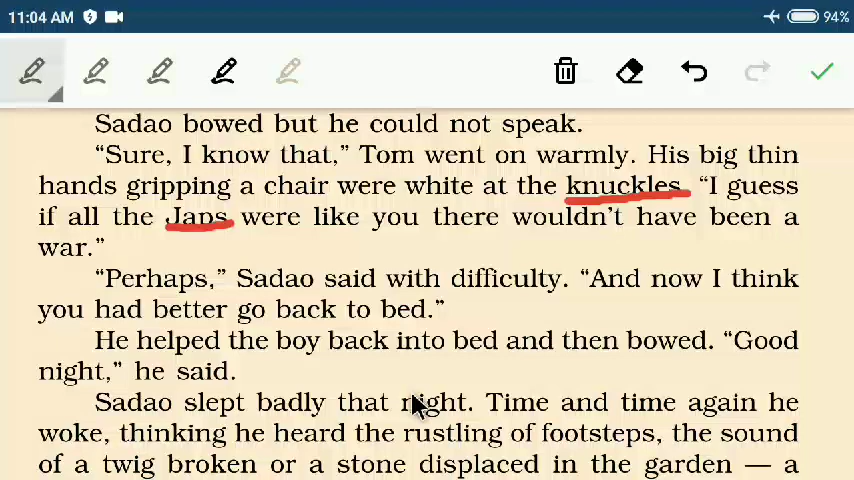 11:04 AM 94%
Sadao bowed but he could not speak.
“Sure, I know that,” Tom went on warmly. His big thin
hands gripping a chair were white at the knuckles. “I guess
if all the Japs were like you there wouldn’t have been a
war.”
“Perhaps,” Sadao said with difficulty. “And now I think
you had better go back to bed.”
He helped the boy back into bed and then bowed. “Good
night,” he said.
Sadao slept badly that night. Time and time again he
woke, thinking he heard the rustling of footsteps, the sound
of a twig broken or a stone displaced in the garden — a